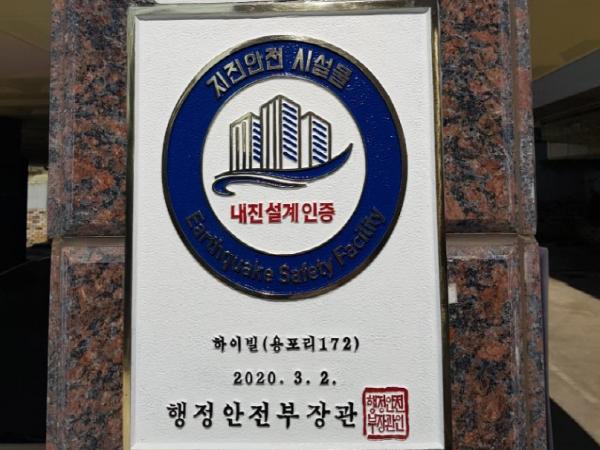 지진안전 시설물
내진설계인증
Earthquake Safety Facility
하이빌(용포리172)
2020. 3. 2.
행정안전부장관
행정안전
부장관인